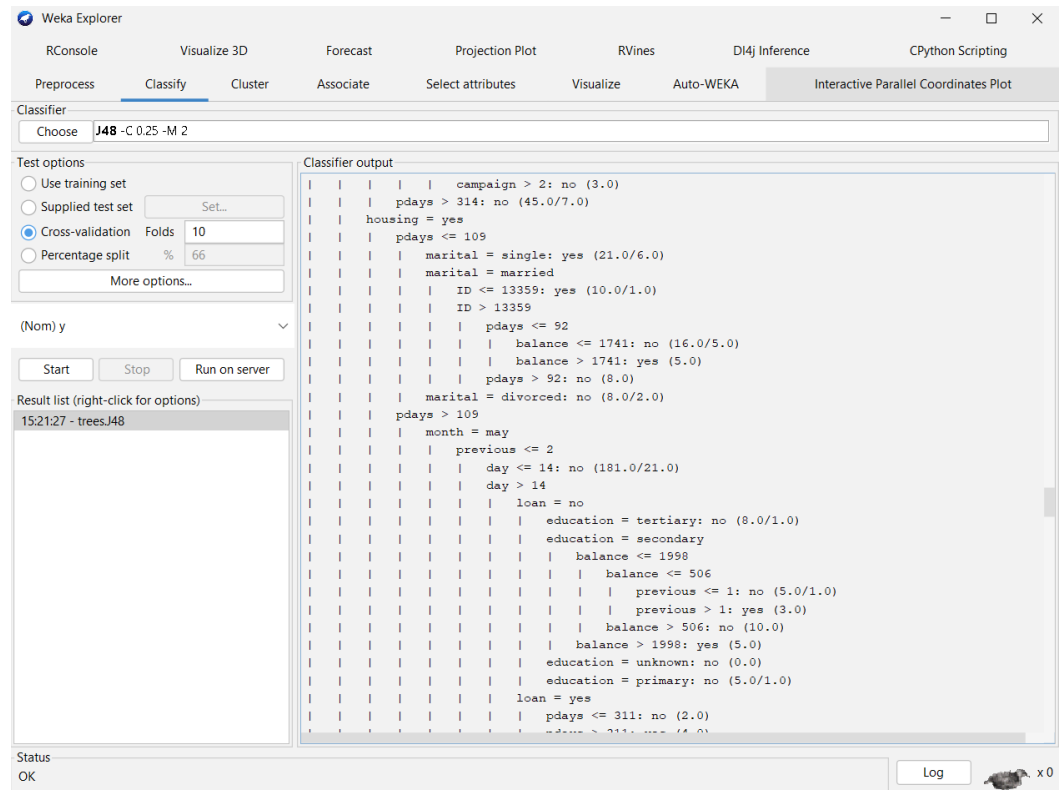 Weka Explorer
RConsole Visualize 3D Forecast Projection Plot RVines Dl4j Inference CPython Scripting
Preprocess Classify Cluster Associate Select attributes Visualize Auto-WEKA Interactive Parallel Coordinates Plot
Classifier
Choose J48 -C 0.25 -M 2
Test options
Use training set
Supplied test set Set...
Cross-validation Folds 10
Percentage split % 66
More options...
(Nom) y
Start Stop Run on server
Result list (right-click for options)
15:21:27 - trees.J48
Classifier output
| | | | | campaign > 2: no (3.0)
| | | pdays > 314: no (45.0/7.0)
| | housing = yes
| | | pdays <= 109
| | | | marital = single: yes (21.0/6.0)
| | | | marital = married
| | | | | ID <= 13359: yes (10.0/1.0)
| | | | | ID > 13359
| | | | | | pdays <= 92
| | | | | | | balance <= 1741: no (16.0/5.0)
| | | | | | | balance > 1741: yes (5.0)
| | | | | | pdays > 92: no (8.0)
| | | | marital = divorced: no (8.0/2.0)
| | | pdays > 109
| | | | month = may
| | | | | previous <= 2
| | | | | | day <= 14: no (181.0/21.0)
| | | | | | day > 14
| | | | | | | loan = no
| | | | | | | | education = tertiary: no (8.0/1.0)
| | | | | | | | education = secondary
| | | | | | | | | balance <= 1998
| | | | | | | | | | balance <= 506
| | | | | | | | | | | previous <= 1: no (5.0/1.0)
| | | | | | | | | | | previous > 1: yes (3.0)
| | | | | | | | | | balance > 506: no (10.0)
| | | | | | | | | balance > 1998: yes (5.0)
| | | | | | | | education = unknown: no (0.0)
| | | | | | | | education = primary: no (5.0/1.0)
| | | | | | | loan = yes
| | | | | | | | pdays <= 311: no (2.0)
| | | | | | | | pdays > 311: yes (4.0)
Status
OK
Log x 0